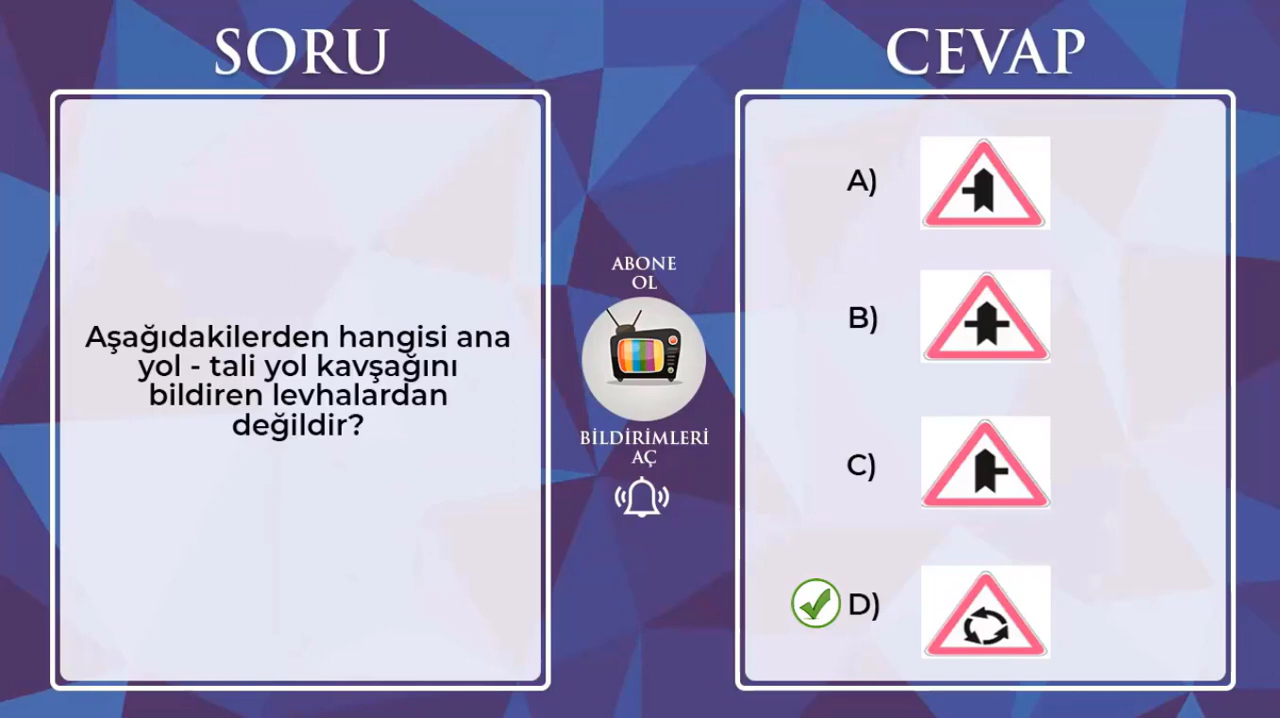 SORU
CEVAP
Aşağıdakilerden hangisi ana
yol - tali yol kavşağını
bildiren levhalardan
değildir?
ABONE
OL
BİLDİRİMLERİ
AÇ
A)
B)
C)
D)